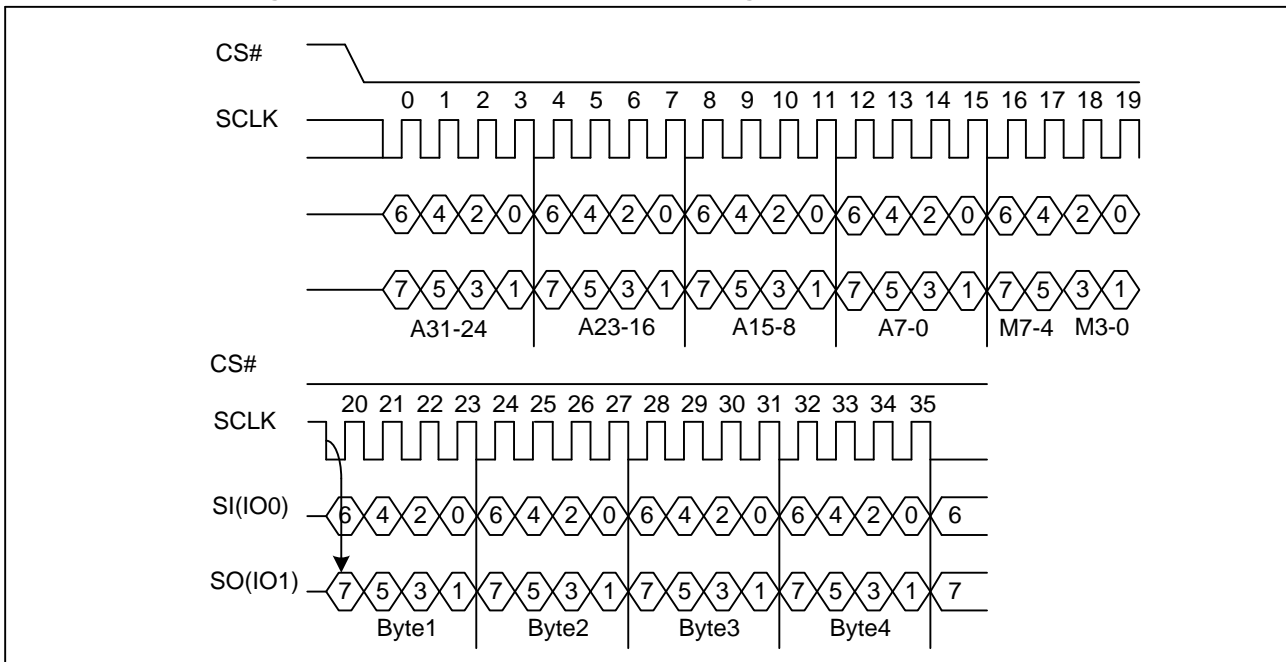 CS#
0 1 2 3 4 5 6 7 8 9 10 11 12 13 14 15 16 17 18 19
SCLK
6 4 2 0 6 4 2 0 6 4 2 0 6 4 2 0 6 4 2 0
7 5 3 1 7 5 3 1 7 5 3 1 7 5 3 1 7 5 3 1
A31-24 A23-16 A15-8 A7-0 M7-4 M3-0
CS#
20 21 22 23 24 25 26 27 28 29 30 31 32 33 34 35
SCLK
SI(IO0) 6 4 2 0 6 4 2 0 6 4 2 0 6 4 2 0 6
SO(IO1) 7 5 3 1 7 5 3 1 7 5 3 1 7 5 3 1 7
Byte1 Byte2 Byte3 Byte4